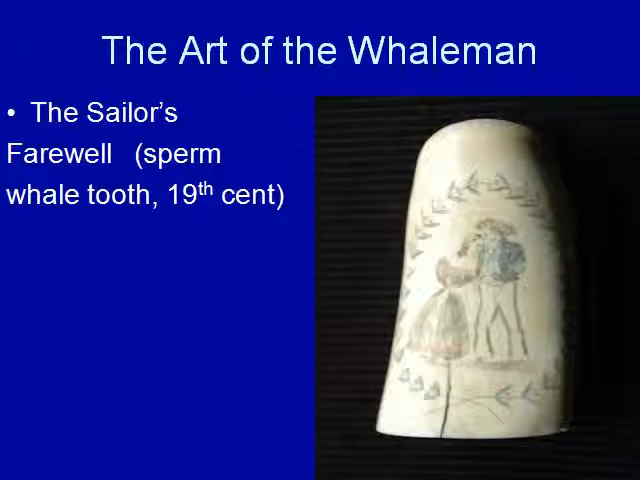 The Art of the Whaleman
• The Sailor’s
Farewell (sperm
whale tooth, 19th cent)